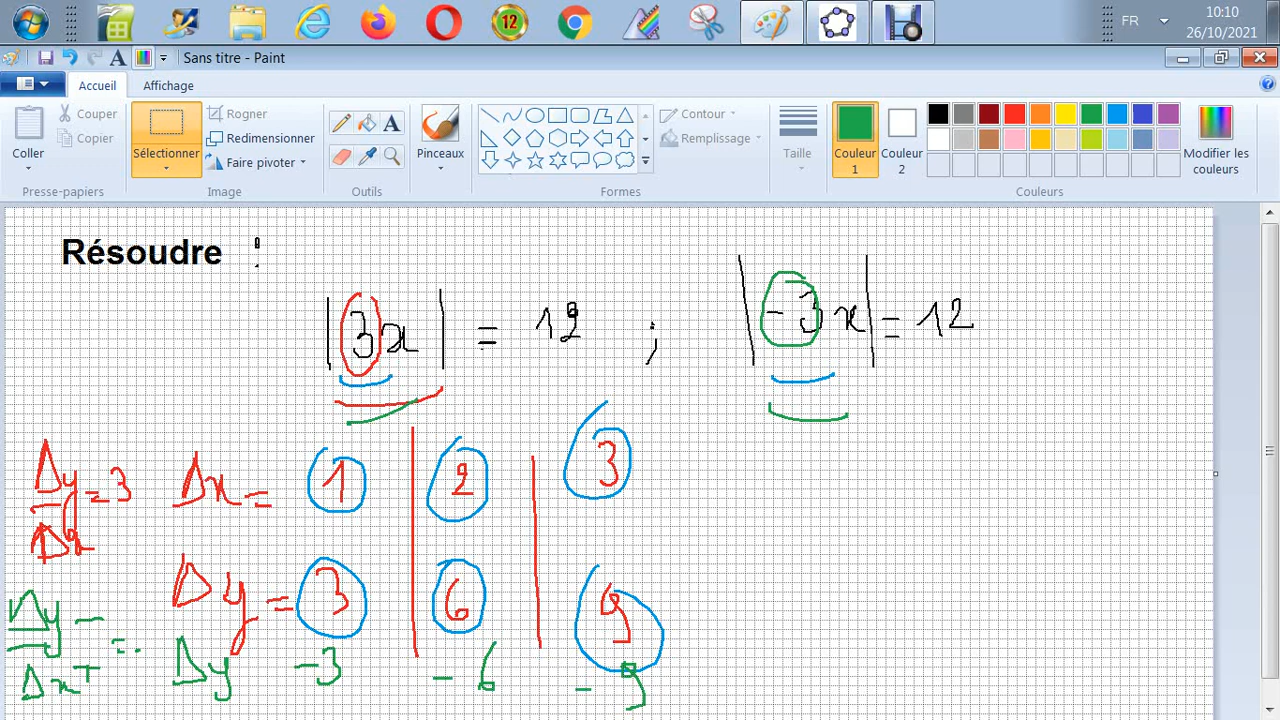 12
FR
10:10
26/10/2021
Sans titre - Paint
Accueil
Affichage
Coller
Couper
Copier
Presse-papiers
Sélectionner
Rogner
Redimensionner
Faire pivoter
Image
A
Outils
Pinceaux
Contour
Remplissage
Formes
Taille
Couleur 1
Couleur 2
Modifier les couleurs
Couleurs
Résoudre :
|3x| = 12 ; |-3x| = 12
Δy/Δx = 3
Δx = 1 | 2 | 3
Δy = 3 | 6 | 9
Δy -3 -6 -9